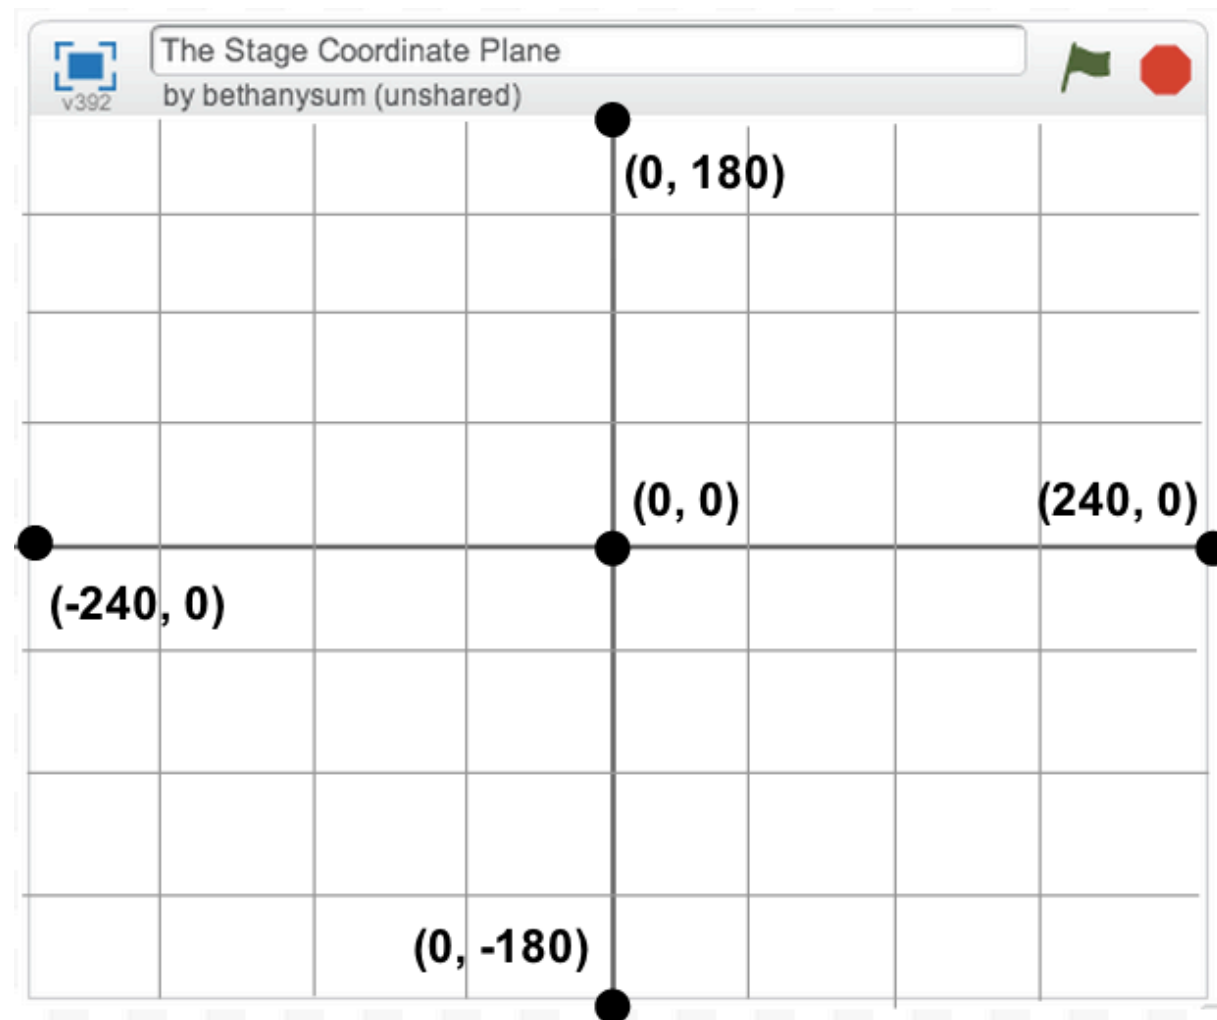 The Stage Coordinate Plane
v392
by bethanysum (unshared)
(0, 180)
(0, 0)
(240, 0)
(-240, 0)
(0, -180)